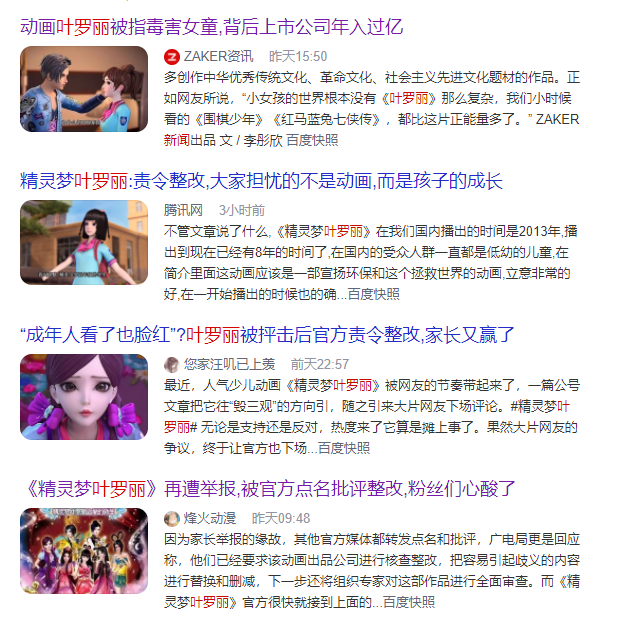 动画叶罗丽被指毒害女童,背后上市公司年入过亿
ZAKER资讯 昨天15:50
多创作中华优秀传统文化、革命文化、社会主义先进文化题材的作品。正
如网友所说，“小女孩的世界根本没有《叶罗丽》那么复杂，我们小时候
看的《围棋少年》《红马蓝兔七侠传》，都比这片正能量多了。” ZAKER
新闻出品 文 / 李彤欣 百度快照
精灵梦叶罗丽:责令整改,大家担忧的不是动画,而是孩子的成长
腾讯网 3小时前
不管文章说了什么,《精灵梦叶罗丽》在我们国内播出的时间是2013年,播
出到现在已经有8年的时间了,在国内的受众人群一直都是低幼的儿童,在
简介里面这动画应该是一部宣扬环保和这个拯救世界的动画,立意非常的
好,在一开始播出的时候也的确...百度快照
“成年人看了也脸红”?叶罗丽被抨击后官方责令整改,家长又赢了
您家汪叽已上羡 前天22:57
最近，人气少儿动画《精灵梦叶罗丽》被网友的节奏带起来了，一篇公号
文章把它往“毁三观”的方向引，随之引来大片网友下场评论。#精灵梦叶
罗丽# 无论是支持还是反对，热度来了它算是摊上事了。果然大片网友的
争议，终于让官方也下场...百度快照
《精灵梦叶罗丽》再遭举报,被官方点名批评整改,粉丝们心酸了
烽火动漫 昨天09:48
因为家长举报的缘故，其他官方媒体都转发点名和批评，广电局更是回应
称，他们已经要求该动画出品公司进行核查整改，把容易引起歧义的内容
进行替换和删减，下一步还将组织专家对这部作品进行全面审查。而《精
灵梦叶罗丽》官方很快就接到上面的...百度快照